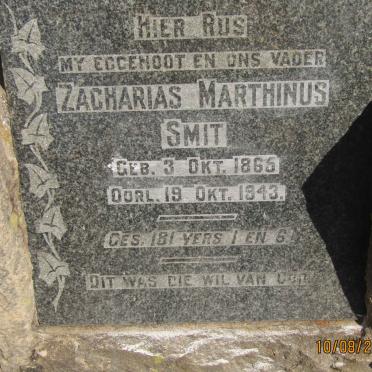 HIER RUS
MY EGGENOOT EN ONS VADER
ZACHARIAS MARTHINUS
SMIT
GEB. 3 OKT. 1865
OORL. 19 OKT. 1943.
GES. 181 VERS 1 EN 6
DIT WAS DIE WIL VAN GOD
10/08/2